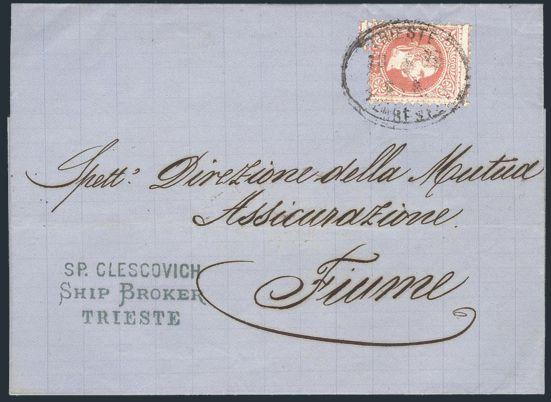 TRIESTE
Spett.º Direzione della Mutua
Assicurazione
Fiume
SP. CLESCOVICH
SHIP BROKER
TRIESTE